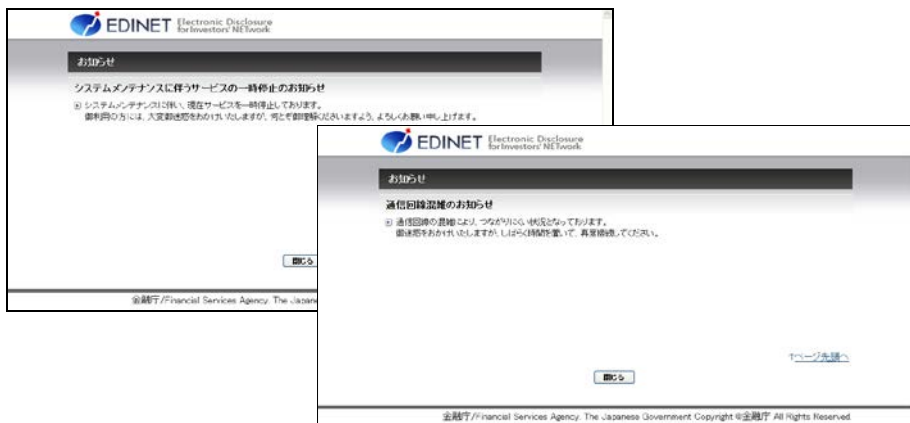 EDINET Electronic Disclosure
for Investors' NETwork
お知らせ
システムメンテナンスに伴うサービスの一時停止のお知らせ
システムメンテナンスに伴い、現在サービスを一時停止しております。
御利用の方には、大変御迷惑をおかけいたしますが、何とぞ御理解くださいますよう、よろしくお願い申し上げます。
閉じる
金融庁/Financial Services Agency. The Japane
EDINET Electronic Disclosure
for Investors' NETwork
お知らせ
通信回線混雑のお知らせ
通信回線の混雑により、つながりにくい状況となっております。
御迷惑をおかけいたしますが、しばらく時間を置いて、再度接続してください。
↑ページ先頭へ
閉じる
金融庁/Financial Services Agency. The Japanese Government Copyright ©金融庁 All Rights Reserved.